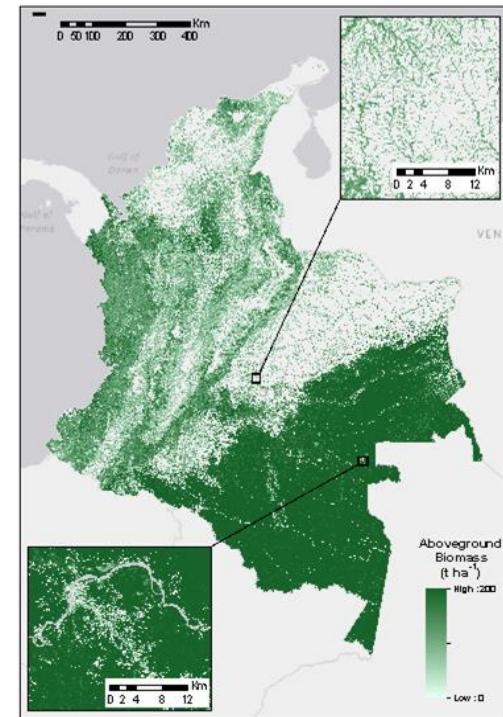 Km
0 50 100 200 300 400
Km
0 2 4 8 12
Gulf of
Darien
Gulf of
Panama
VEN
Aboveground
Biomass
(t ha⁻¹)
High : 200
Low : 0
Km
0 2 4 8 12